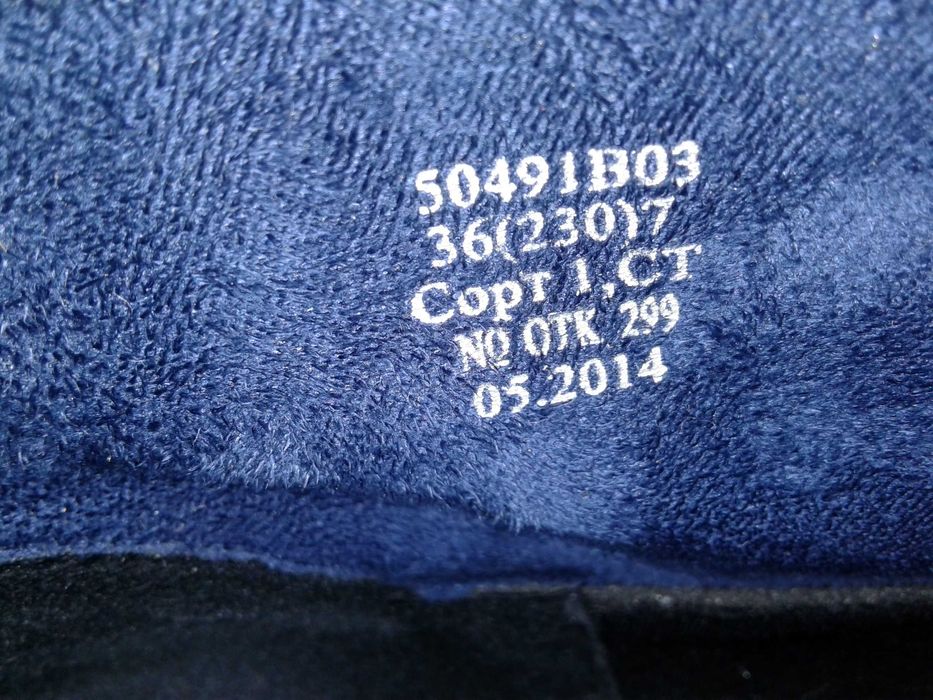 50491В03
36(230)7
Сорт 1,СТ
№ ОТК 299
05.2014